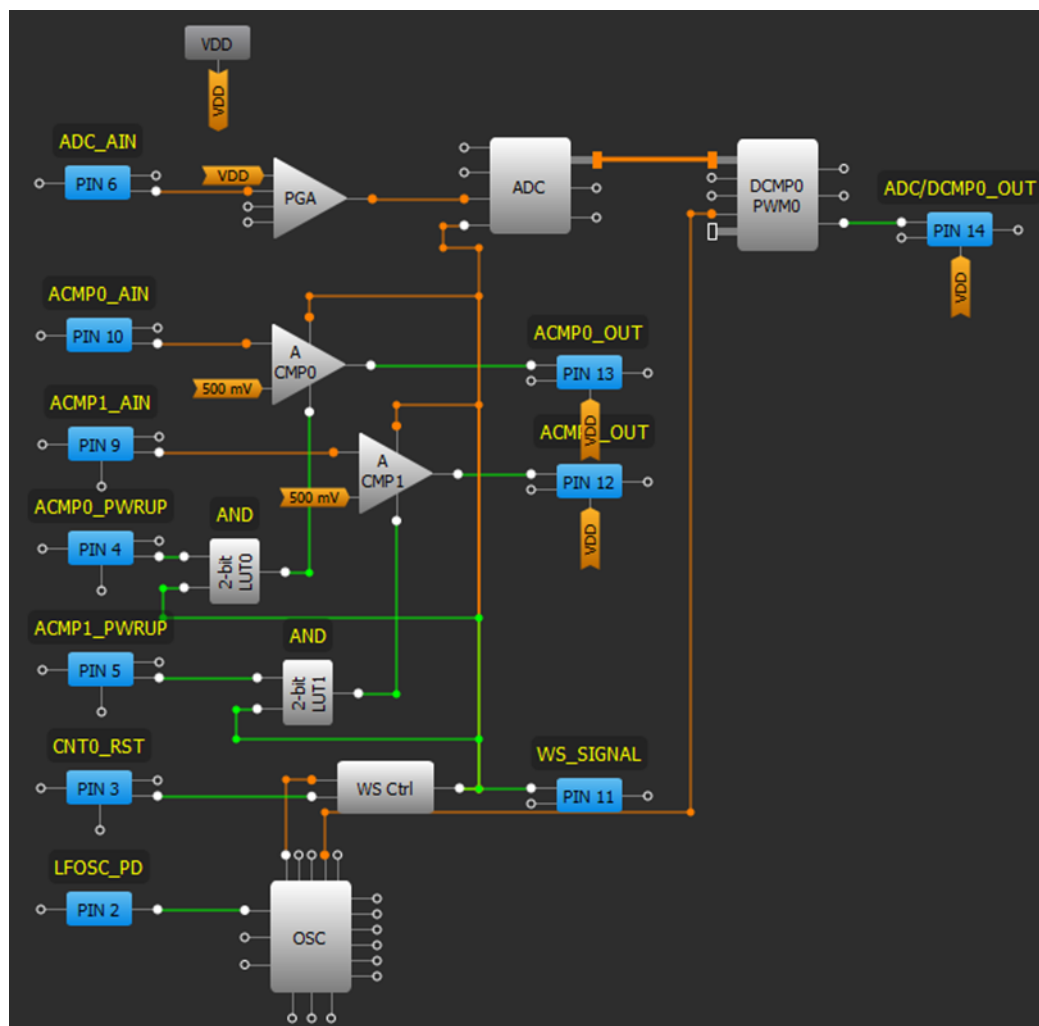 VDD
VDD
ADC_AIN
PIN 6
VDD
PGA
ADC
DCMP0
PWM0
ADC/DCMP0_OUT
PIN 14
VDD
ACMP0_AIN
PIN 10
A
CMP0
500 mV
ACMP0_OUT
PIN 13
VDD
ACMP1_AIN
PIN 9
A
CMP1
500 mV
ACM _OUT
PIN 12
VDD
ACMP0_PWRUP
PIN 4
AND
2-bit
LUT0
ACMP1_PWRUP
PIN 5
AND
2-bit
LUT1
CNT0_RST
PIN 3
WS Ctrl
WS_SIGNAL
PIN 11
LFOSC_PD
PIN 2
OSC